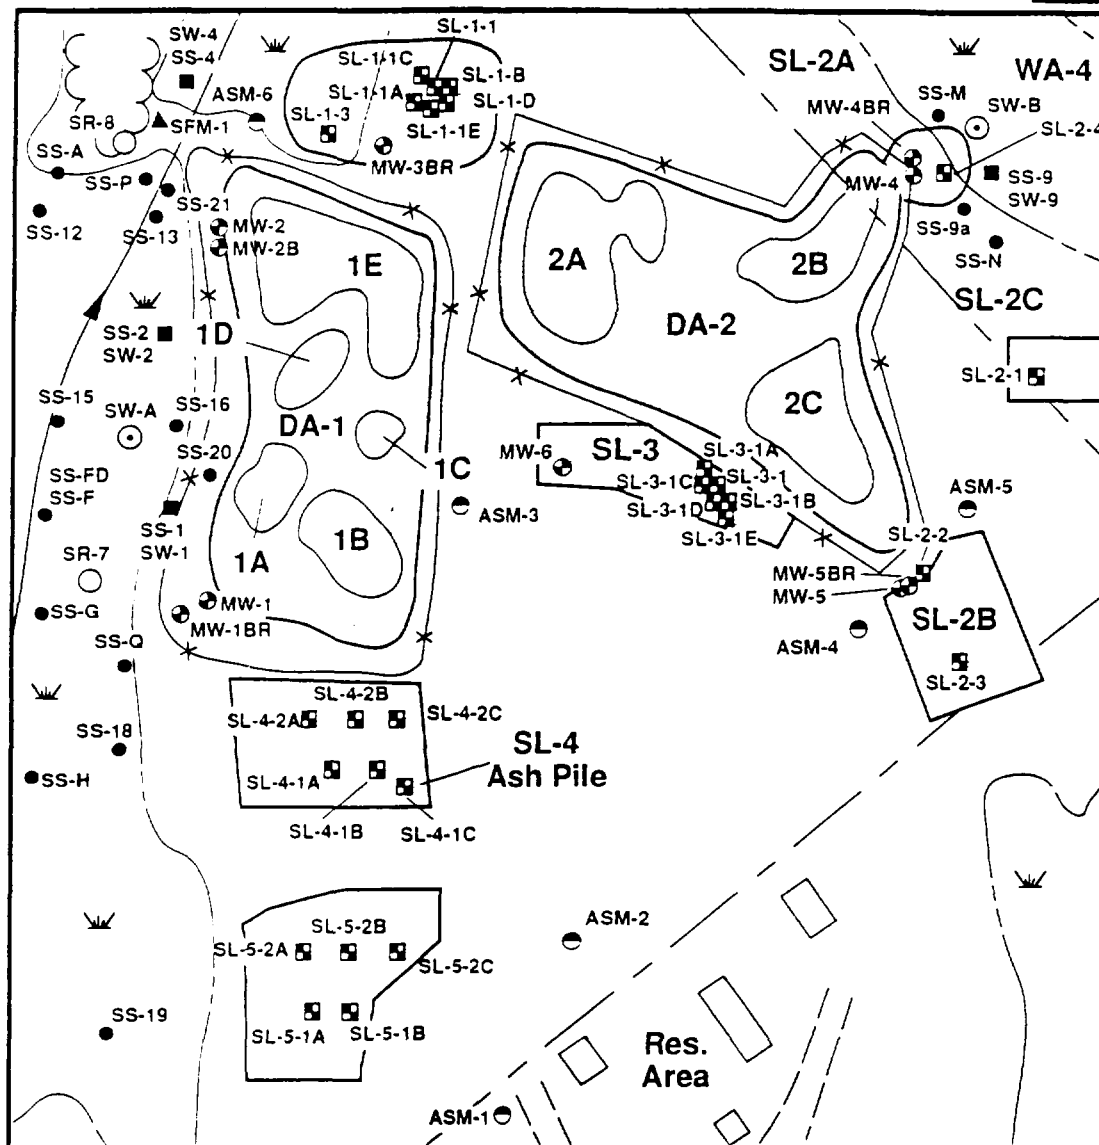 SW-4
SS-4
SL-1-1
SL-1-1C
SL-1-B
SL-1-1A
SL-1-D
SL-1-1E
SL-1-3
MW-3BR
ASM-6
SR-8
SFM-1
SS-A
SS-P
SS-21
SS-12
SS-13
MW-2
MW-2B
SL-2A
WA-4
MW-4BR
SS-M
SW-B
SL-2-4
MW-4
SS-9
SW-9
SS-9a
SS-N
SL-2C
SL-2-1
1E
2A
2B
DA-2
2C
SS-2
SW-2
1D
SS-15
SW-A
SS-16
DA-1
1C
SS-20
SS-FD
SS-F
SS-1
SW-1
1A
1B
ASM-3
MW-6
SL-3
SL-3-1A
SL-3-1C
SL-3-1
SL-3-1B
SL-3-1D
SL-3-1E
ASM-5
SL-2-2
MW-5BR
MW-5
SL-2B
ASM-4
SL-2-3
SR-7
SS-G
MW-1
MW-1BR
SS-Q
SL-4-2B
SL-4-2A
SL-4-2C
SL-4
Ash Pile
SL-4-1A
SL-4-1B
SL-4-1C
SS-18
SS-H
SL-5-2B
SL-5-2A
SL-5-2C
SL-5-1A
SL-5-1B
SS-19
ASM-2
Res.
Area
ASM-1